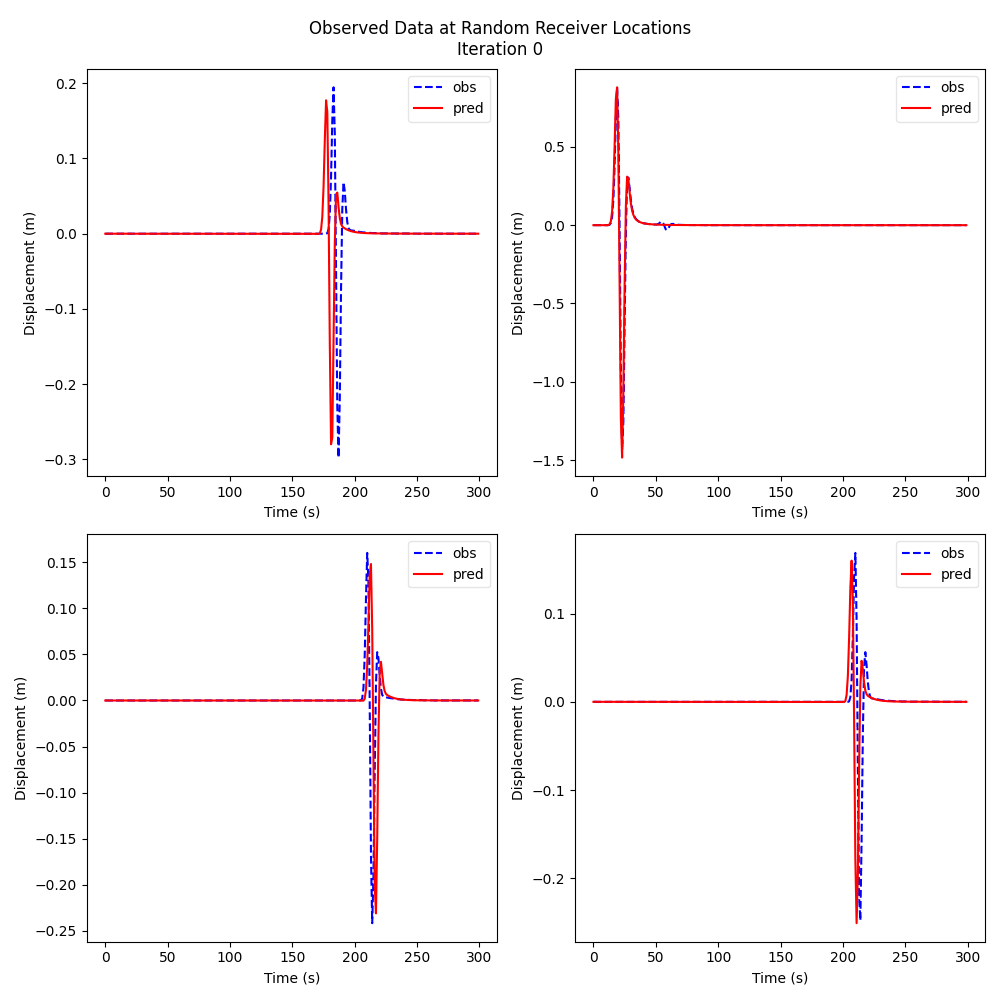 Observed Data at Random Receiver Locations
Iteration 0
0.2
0.1
0.0
−0.1
−0.2
−0.3
Displacement (m)
obs
pred
0 50 100 150 200 250 300
Time (s)
0.5
0.0
−0.5
−1.0
−1.5
Displacement (m)
obs
pred
0 50 100 150 200 250 300
Time (s)
0.15
0.10
0.05
0.00
−0.05
−0.10
−0.15
−0.20
−0.25
Displacement (m)
obs
pred
0 50 100 150 200 250 300
Time (s)
0.1
0.0
−0.1
−0.2
Displacement (m)
obs
pred
0 50 100 150 200 250 300
Time (s)